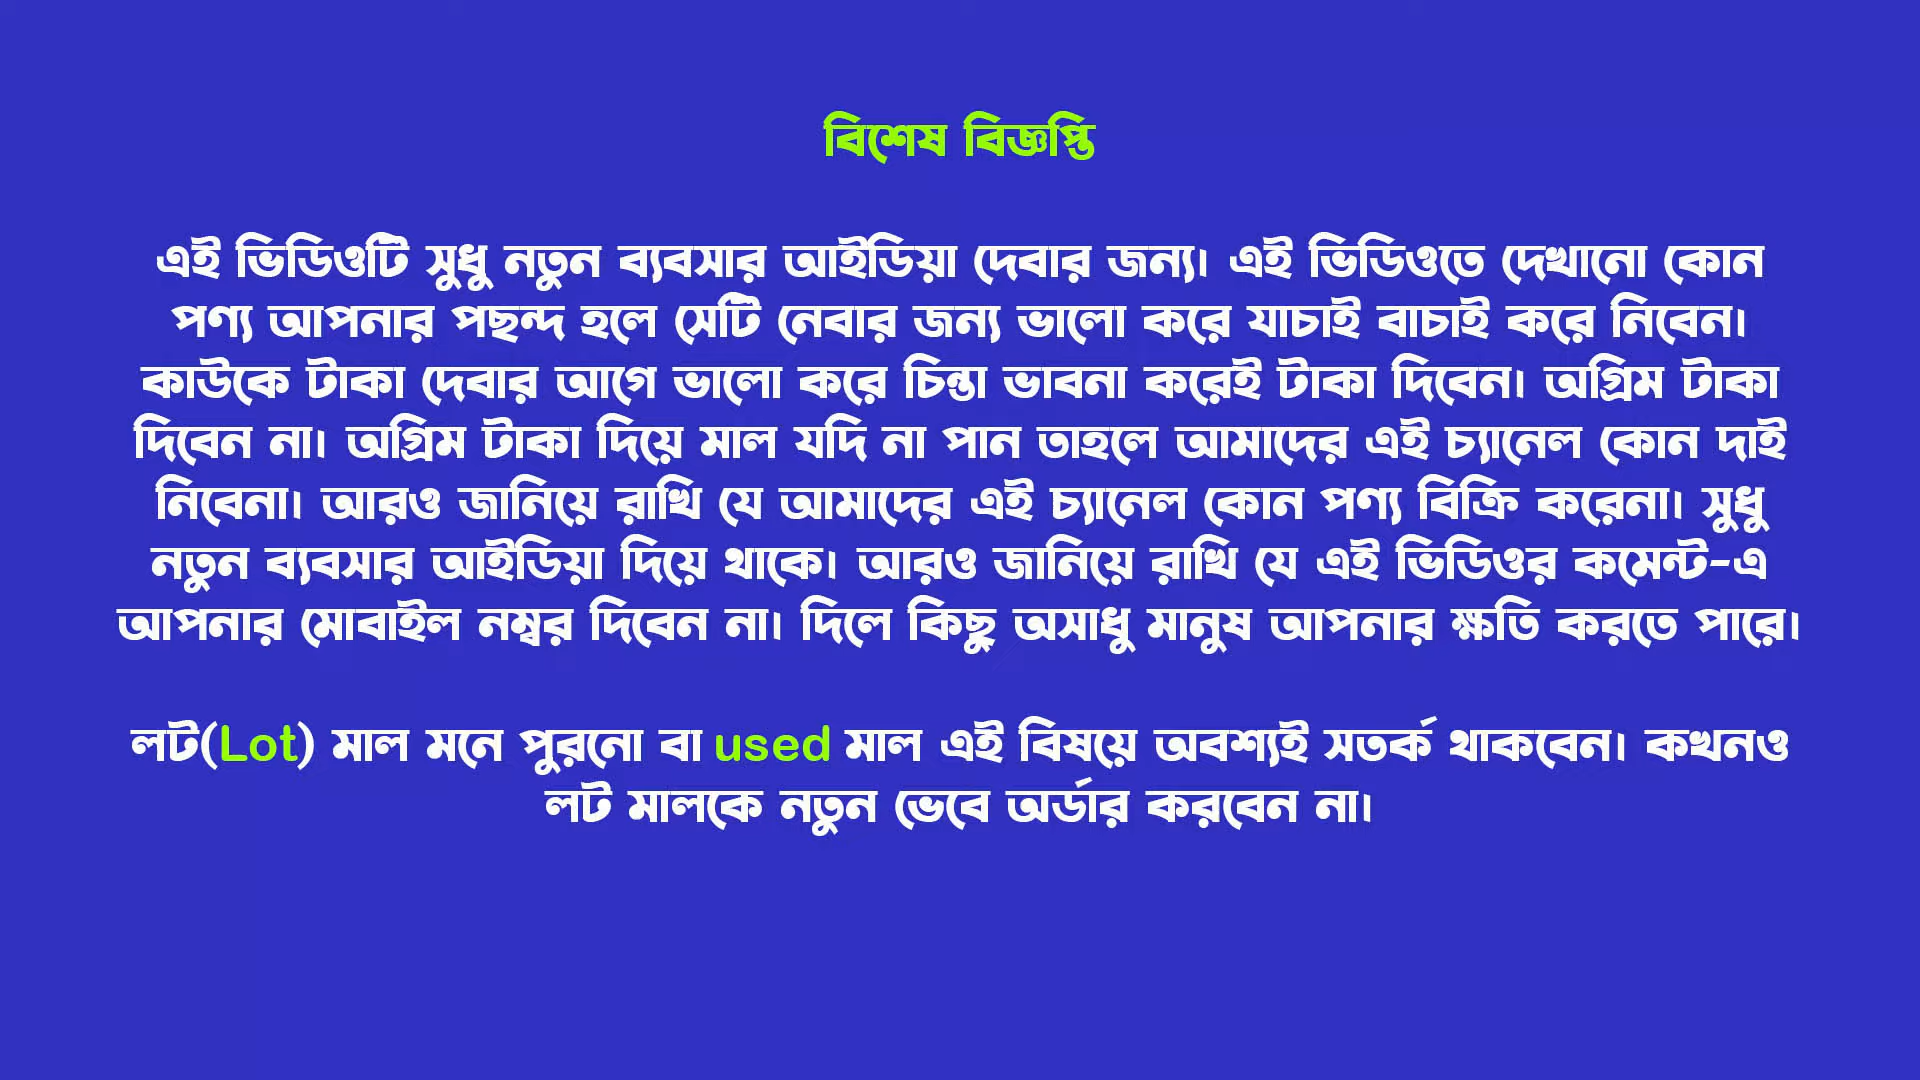 বিশেষ বিজ্ঞপ্তি
এই ভিডিওটি সুধু নতুন ব্যবসার আইডিয়া দেবার জন্য। এই ভিডিওতে দেখানো কোন
পণ্য আপনার পছন্দ হলে সেটি নেবার জন্য ভালো করে যাচাই বাচাই করে নিবেন।
কাউকে টাকা দেবার আগে ভালো করে চিন্তা ভাবনা করেই টাকা দিবেন। অগ্রিম টাকা
দিবেন না। অগ্রিম টাকা দিয়ে মাল যদি না পান তাহলে আমাদের এই চ্যানেল কোন দাই
নিবেনা। আরও জানিয়ে রাখি যে আমাদের এই চ্যানেল কোন পণ্য বিক্রি করেনা। সুধু
নতুন ব্যবসার আইডিয়া দিয়ে থাকে। আরও জানিয়ে রাখি যে এই ভিডিওর কমেন্ট-এ
আপনার মোবাইল নম্বর দিবেন না। দিলে কিছু অসাধু মানুষ আপনার ক্ষতি করতে পারে।
লট(Lot) মাল মনে পুরনো বা used মাল এই বিষয়ে অবশ্যই সতর্ক থাকবেন। কখনও
লট মালকে নতুন ভেবে অর্ডার করবেন না।